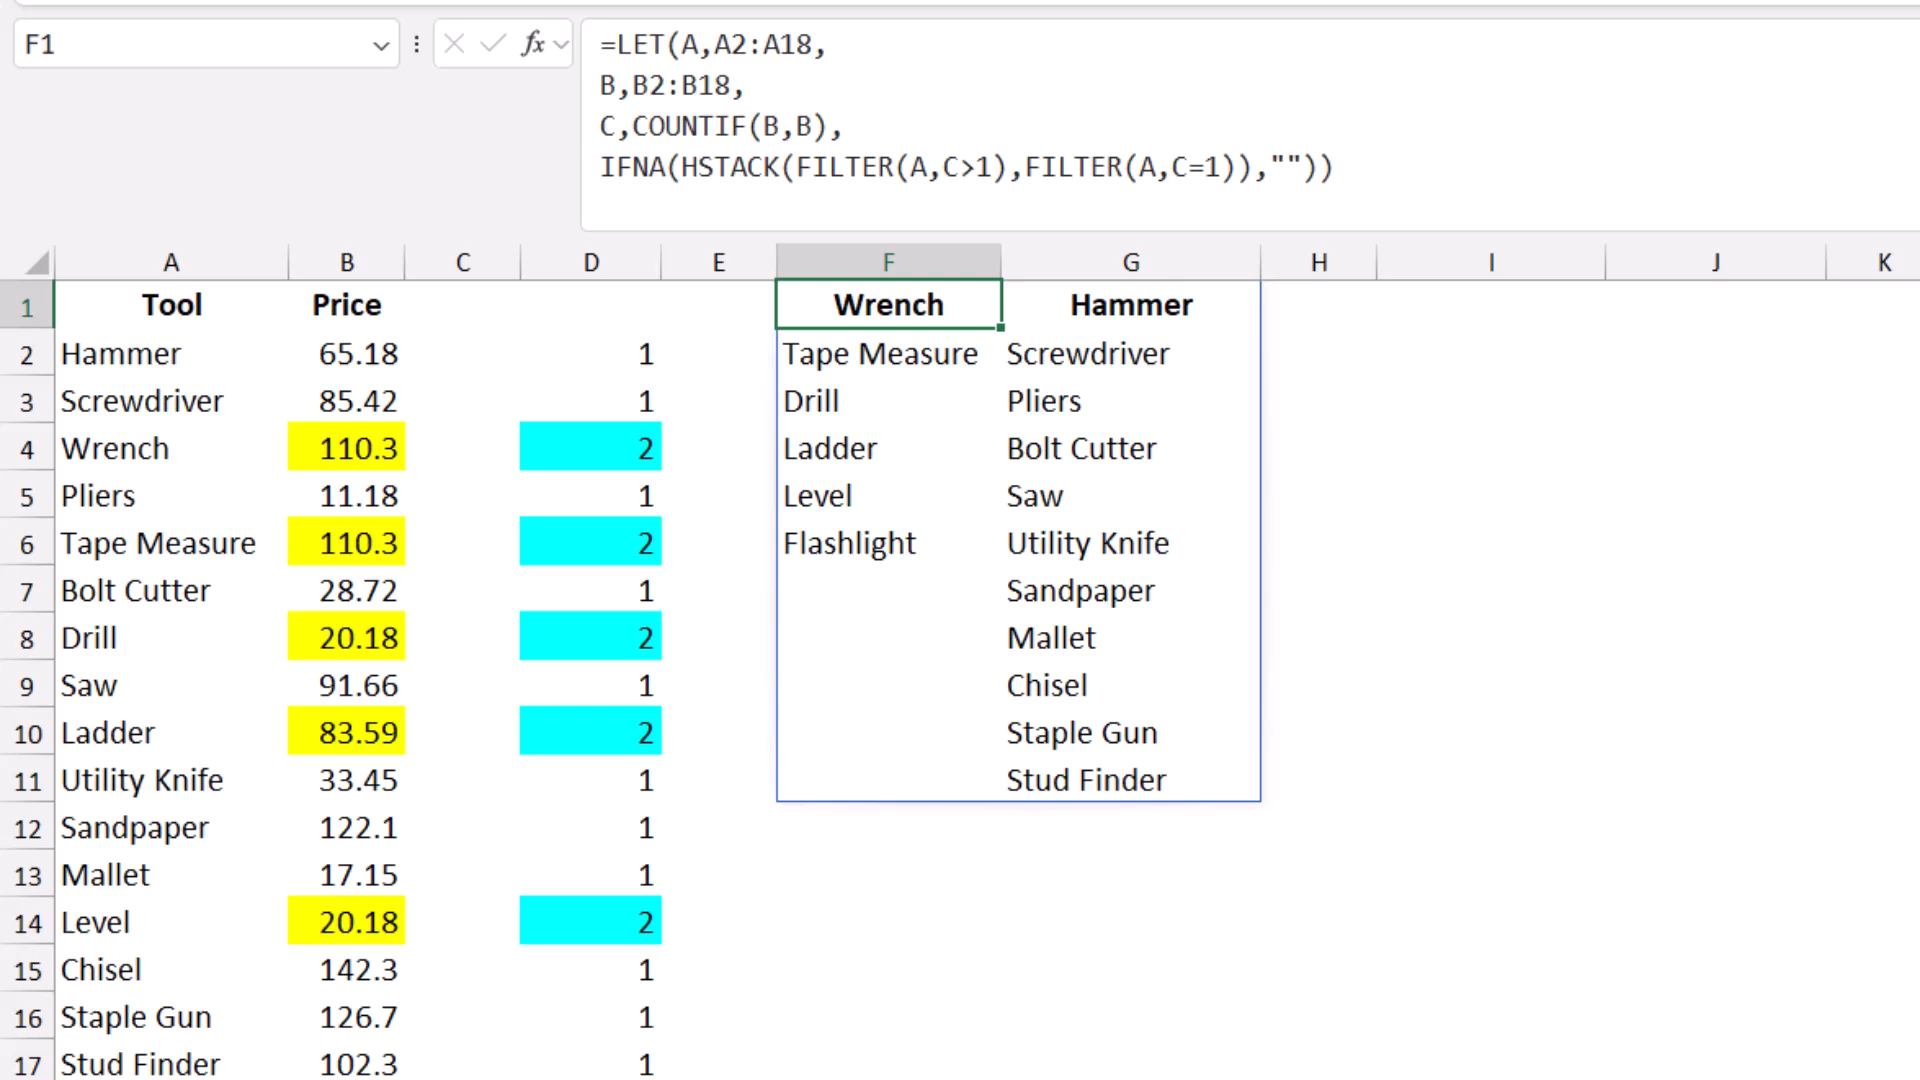 F1
fx
=LET(A,A2:A18,
B,B2:B18,
C,COUNTIF(B,B),
IFNA(HSTACK(FILTER(A,C>1),FILTER(A,C=1)),""))
A B C D E F G H I J K
1 Tool Price Wrench Hammer
2 Hammer 65.18 1 Tape Measure Screwdriver
3 Screwdriver 85.42 1 Drill Pliers
4 Wrench 110.3 2 Ladder Bolt Cutter
5 Pliers 11.18 1 Level Saw
6 Tape Measure 110.3 2 Flashlight Utility Knife
7 Bolt Cutter 28.72 1 Sandpaper
8 Drill 20.18 2 Mallet
9 Saw 91.66 1 Chisel
10 Ladder 83.59 2 Staple Gun
11 Utility Knife 33.45 1 Stud Finder
12 Sandpaper 122.1 1
13 Mallet 17.15 1
14 Level 20.18 2
15 Chisel 142.3 1
16 Staple Gun 126.7 1
17 Stud Finder 102.3 1